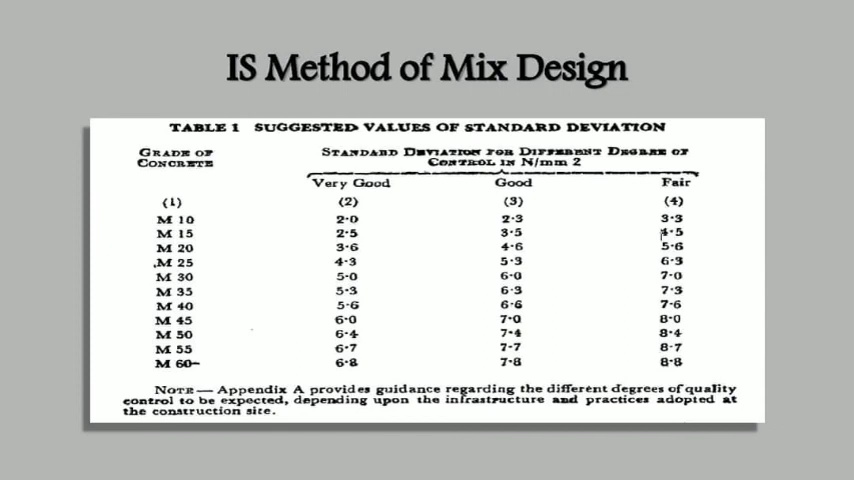 IS Method of Mix Design
TABLE 1 SUGGESTED VALUES OF STANDARD DEVIATION
GRADE OF CONCRETE
STANDARD DEVIATION FOR DIFFERENT DEGREE OF
CONTROL IN N/mm 2
Very Good Good Fair
(1) (2) (3) (4)
M 10 2·0 2·3 3·3
M 15 2·5 3·5 4·5
M 20 3·6 4·6 5·6
M 25 4·3 5·3 6·3
M 30 5·0 6·0 7·0
M 35 5·3 6·3 7·3
M 40 5·6 6·6 7·6
M 45 6·0 7·0 8·0
M 50 6·4 7·4 8·4
M 55 6·7 7·7 8·7
M 60 6·8 7·8 8·8
NOTE — Appendix A provides guidance regarding the different degrees of quality
control to be expected, depending upon the infrastructure and practices adopted at
the construction site.